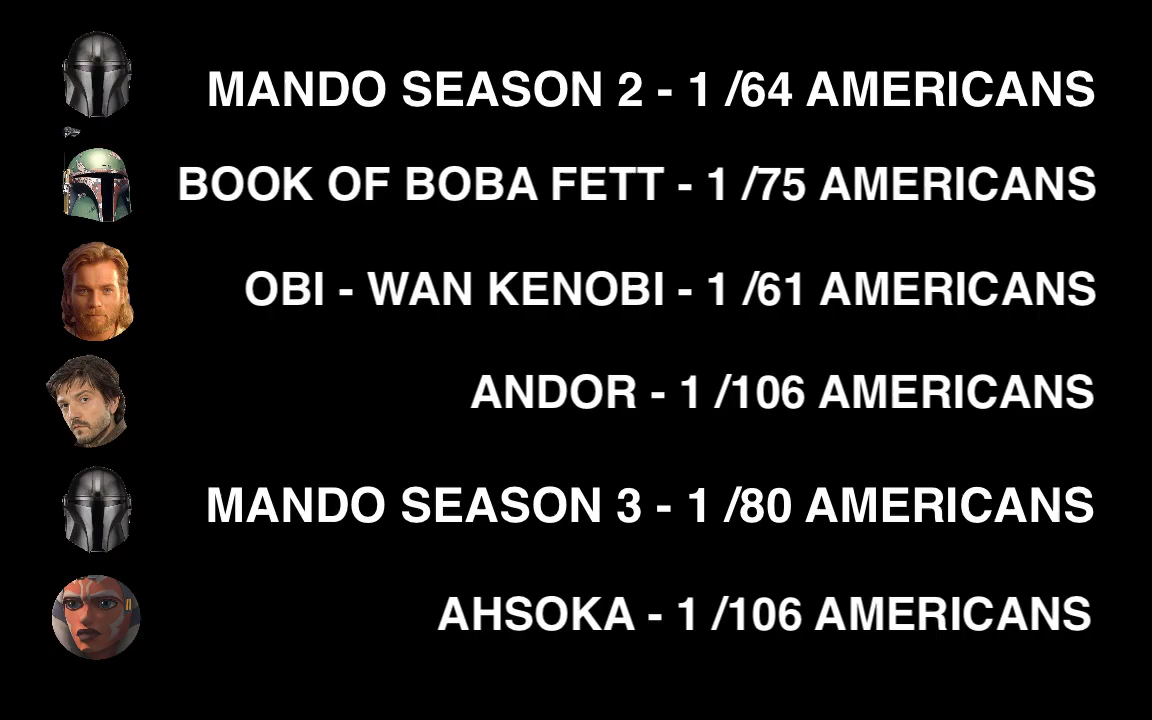 MANDO SEASON 2 - 1 /64 AMERICANS
BOOK OF BOBA FETT - 1 /75 AMERICANS
OBI - WAN KENOBI - 1 /61 AMERICANS
ANDOR - 1 /106 AMERICANS
MANDO SEASON 3 - 1 /80 AMERICANS
AHSOKA - 1 /106 AMERICANS